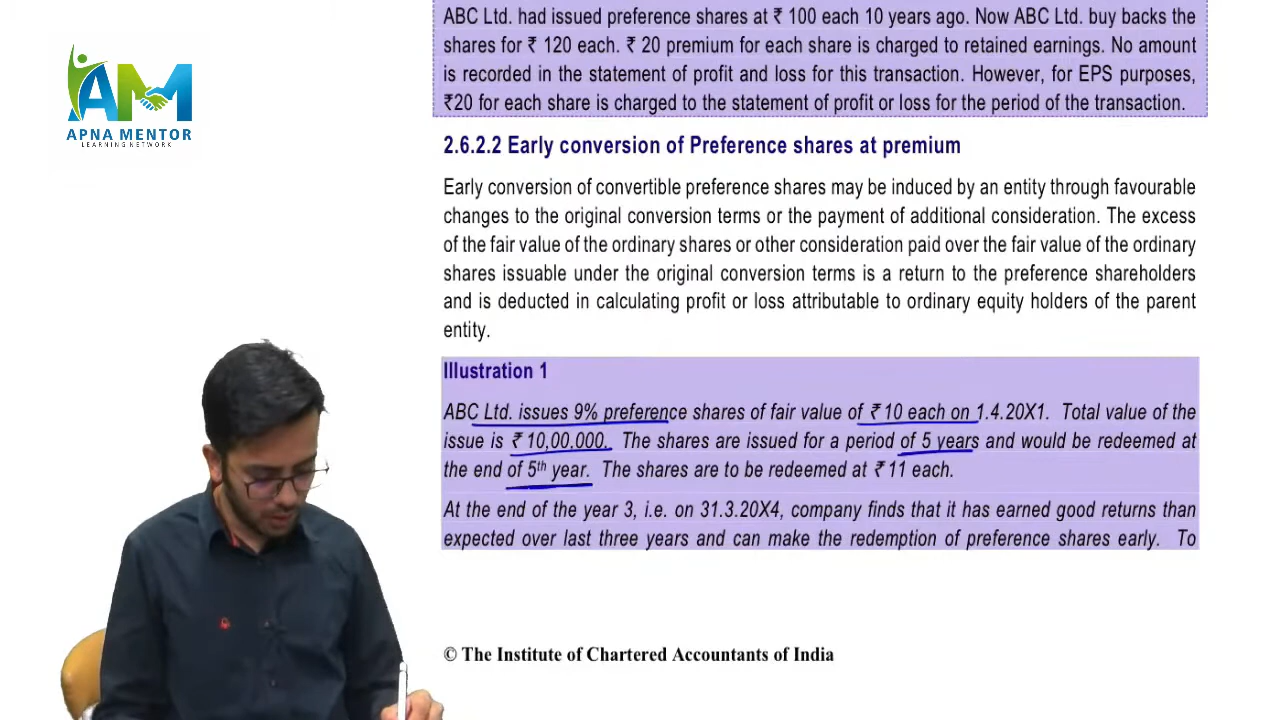 ABC Ltd. had issued preference shares at ₹ 100 each 10 years ago. Now ABC Ltd. buy backs the
shares for ₹ 120 each. ₹ 20 premium for each share is charged to retained earnings. No amount
is recorded in the statement of profit and loss for this transaction. However, for EPS purposes,
₹20 for each share is charged to the statement of profit or loss for the period of the transaction.
AM
APNA MENTOR
LEARNING NETWORK
2.6.2.2 Early conversion of Preference shares at premium
Early conversion of convertible preference shares may be induced by an entity through favourable
changes to the original conversion terms or the payment of additional consideration. The excess
of the fair value of the ordinary shares or other consideration paid over the fair value of the ordinary
shares issuable under the original conversion terms is a return to the preference shareholders
and is deducted in calculating profit or loss attributable to ordinary equity holders of the parent
entity.
Illustration 1
ABC Ltd. issues 9% preference shares of fair value of ₹ 10 each on 1.4.20X1. Total value of the
issue is ₹ 10,00,000. The shares are issued for a period of 5 years and would be redeemed at
the end of 5th year. The shares are to be redeemed at ₹ 11 each.
At the end of the year 3, i.e. on 31.3.20X4, company finds that it has earned good returns than
expected over last three years and can make the redemption of preference shares early. To
© The Institute of Chartered Accountants of India